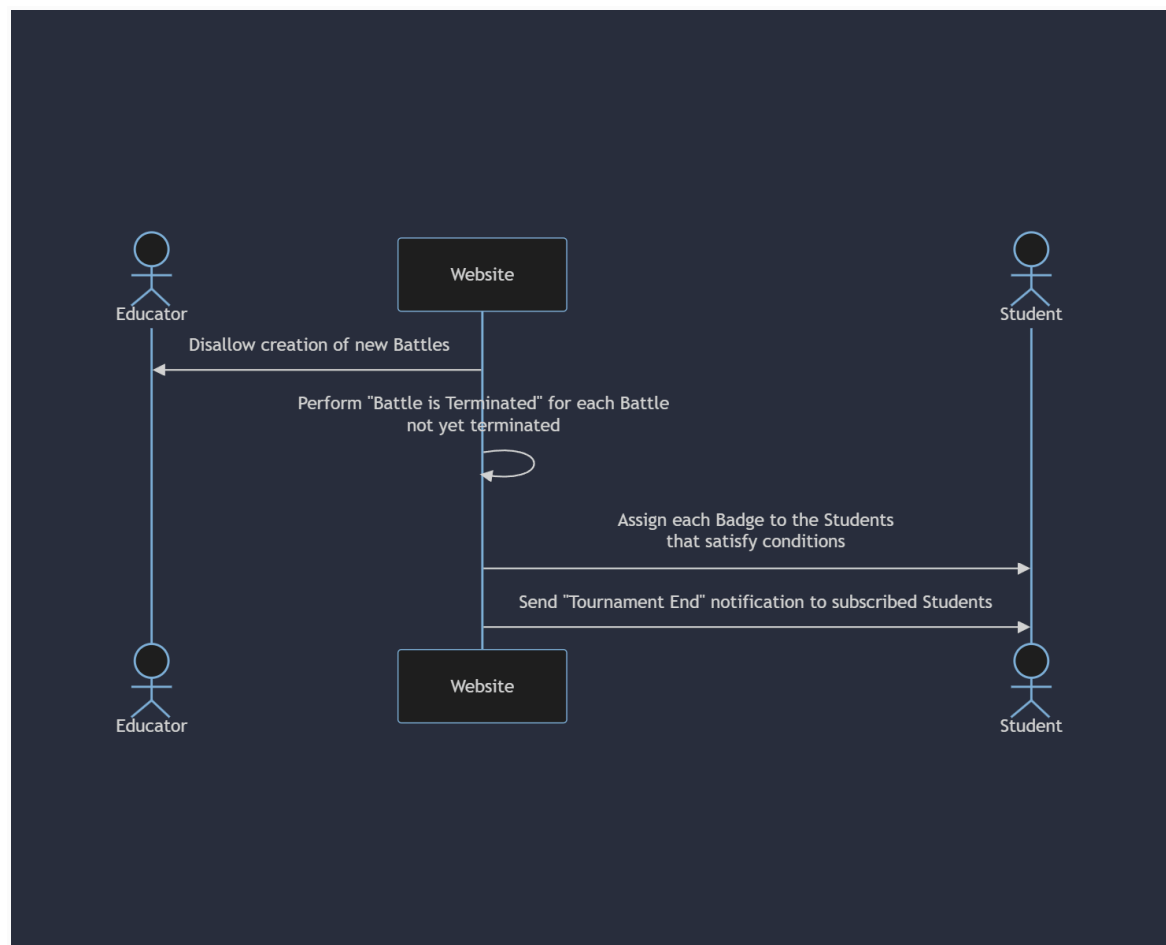 Website
Educator
Student
Disallow creation of new Battles
Perform "Battle is Terminated" for each Battle
not yet terminated
Assign each Badge to the Students
that satisfy conditions
Send "Tournament End" notification to subscribed Students
Website
Educator
Student